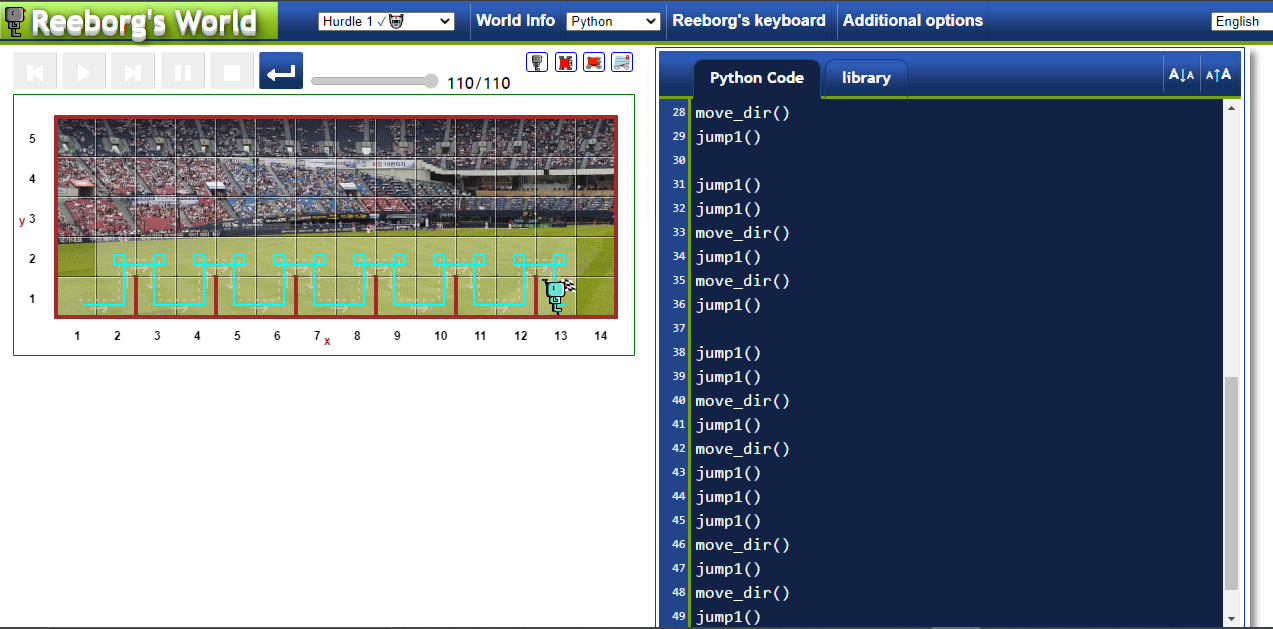 Reeborg's World
Hurdle 1 ✓
World Info
Python
Reeborg's keyboard
Additional options
English
110/110
Python Code
library
A↓A
A↑A
5
4
y 3
2
1
1 2 3 4 5 6 7 8 9 10 11 12 13 14
x
28 move_dir()
29 jump1()
30
31 jump1()
32 jump1()
33 move_dir()
34 jump1()
35 move_dir()
36 jump1()
37
38 jump1()
39 jump1()
40 move_dir()
41 jump1()
42 move_dir()
43 jump1()
44 jump1()
45 jump1()
46 move_dir()
47 jump1()
48 move_dir()
49 jump1()